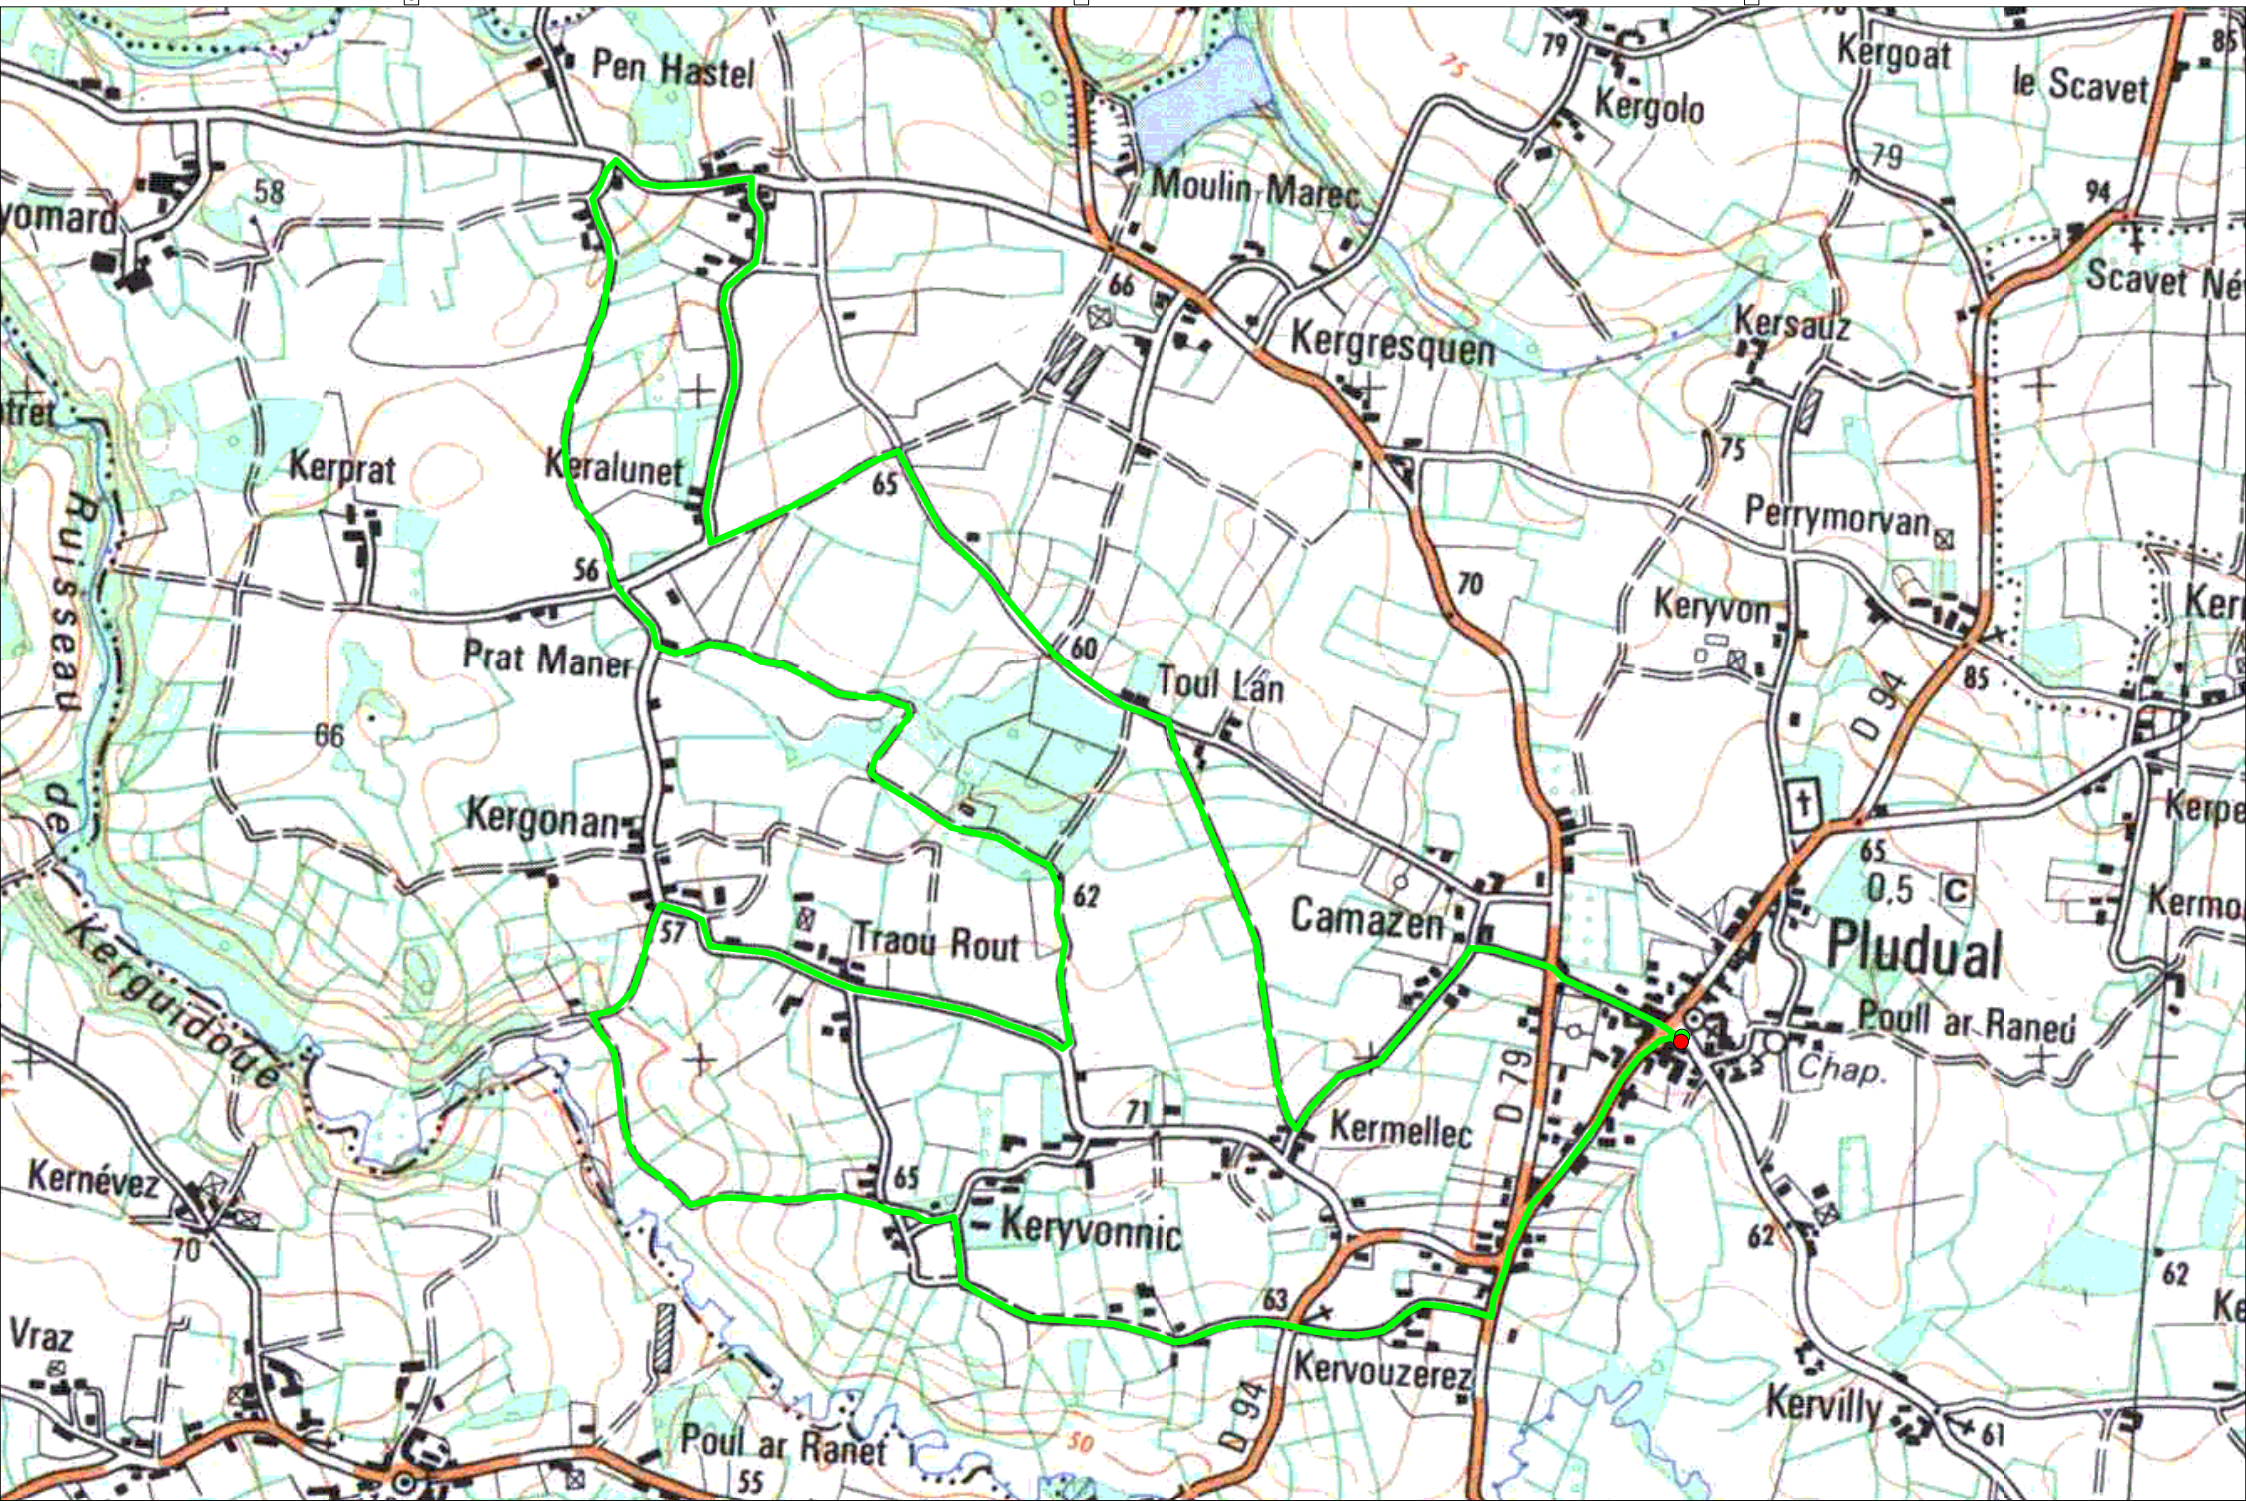 Pen Hastel
79
Kergoat
le Scavet
85
75
Kergolo
79
58
Moulin Marec
94
yomard
Scavet Né
66
Kersauz
Kergresquen
Kerprat
Keralunet
65
75
Ruisseau
de
Kerguidoué
Perrymorvan
56
70
Keryvon
Ker
Prat Maner
60
Toul Lan
85
D 94
66
Kergonan
Kerpe
65
0,5 C
62
57
Traou Rout
Camazen
Kermo
Pludual
Poull ar Raned
Chap.
D 79
71
Kermellec
Kernévez
65
Keryvonnic
70
62
62
63
Ke
Vraz
Kervouzerez
D 94
Kervilly
61
Poul ar Ranet
50
55